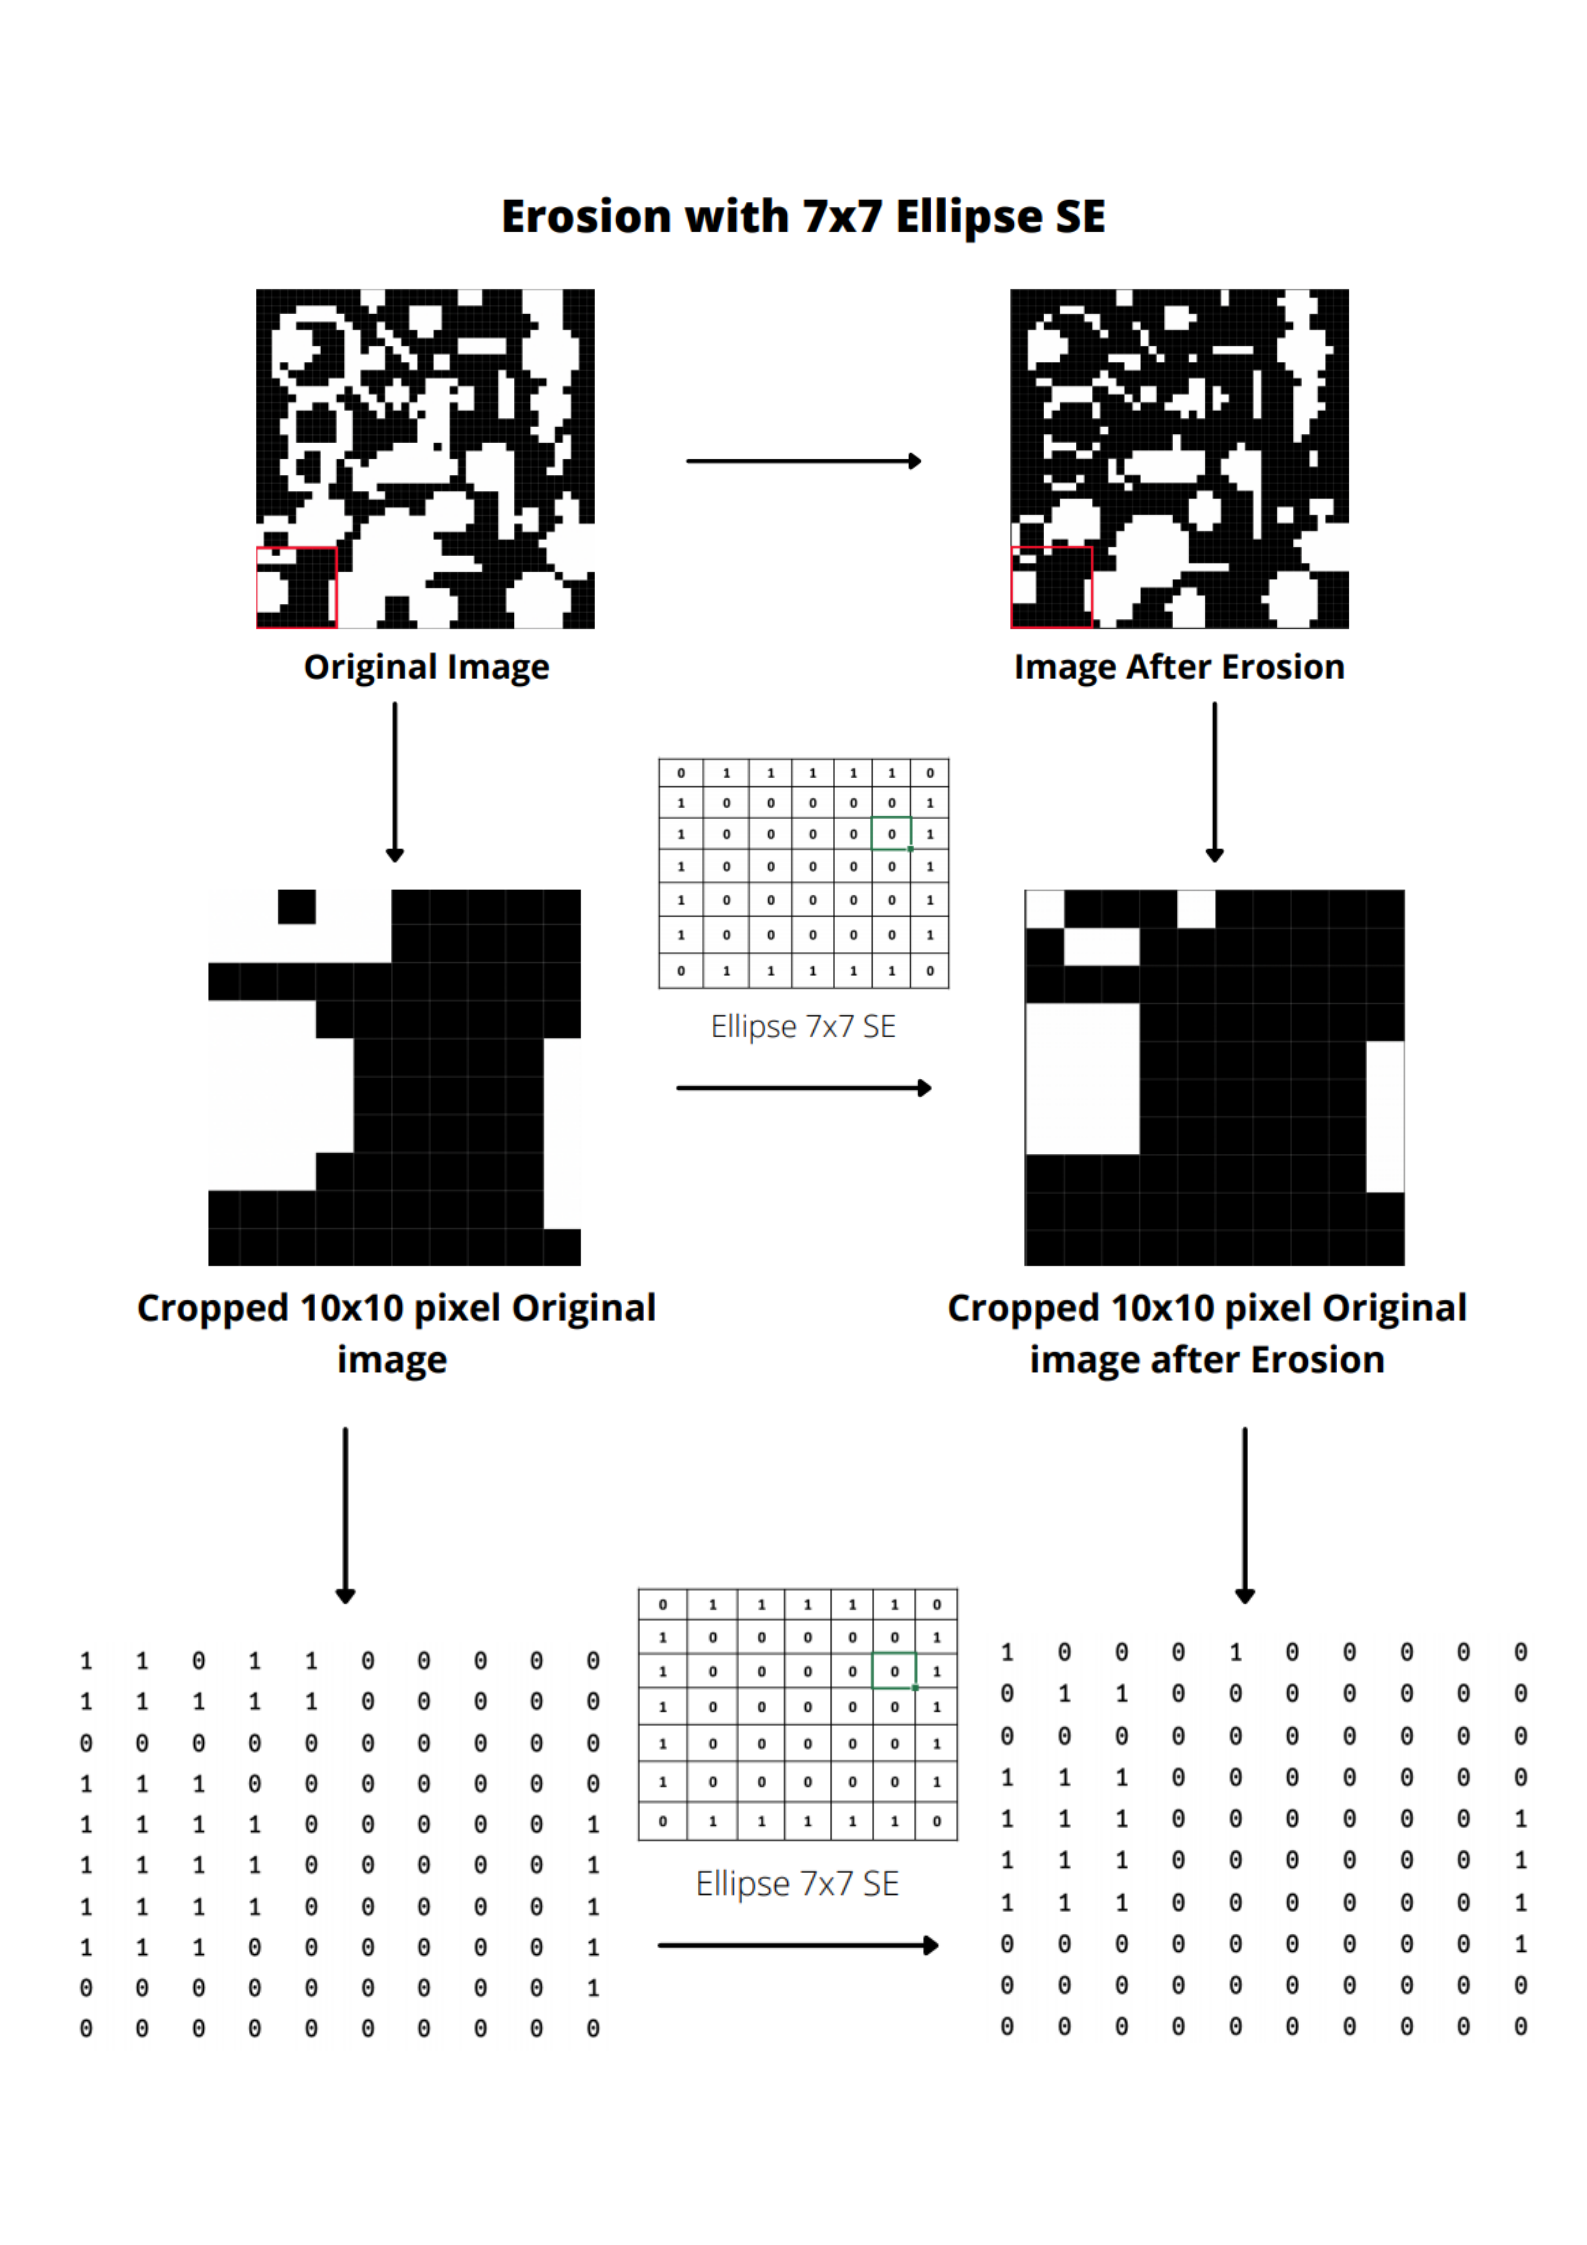 Erosion with 7x7 Ellipse SE
Original Image
Image After Erosion
0 1 1 1 1 1 0
1 0 0 0 0 0 1
1 0 0 0 0 0 1
1 0 0 0 0 0 1
1 0 0 0 0 0 1
1 0 0 0 0 0 1
0 1 1 1 1 1 0
Ellipse 7x7 SE
Cropped 10x10 pixel Original
image
Cropped 10x10 pixel Original
image after Erosion
1 1 0 1 1 0 0 0 0 0
1 1 1 1 1 0 0 0 0 0
0 0 0 0 0 0 0 0 0 0
1 1 1 0 0 0 0 0 0 0
1 1 1 1 0 0 0 0 0 1
1 1 1 1 0 0 0 0 0 1
1 1 1 1 0 0 0 0 0 1
1 1 1 0 0 0 0 0 0 1
0 0 0 0 0 0 0 0 0 1
0 0 0 0 0 0 0 0 0 0
0 1 1 1 1 1 0
1 0 0 0 0 0 1
1 0 0 0 0 0 1
1 0 0 0 0 0 1
1 0 0 0 0 0 1
1 0 0 0 0 0 1
0 1 1 1 1 1 0
Ellipse 7x7 SE
1 0 0 0 1 0 0 0 0 0
0 1 1 0 0 0 0 0 0 0
0 0 0 0 0 0 0 0 0 0
1 1 1 0 0 0 0 0 0 0
1 1 1 0 0 0 0 0 0 1
1 1 1 0 0 0 0 0 0 1
1 1 1 0 0 0 0 0 0 1
0 0 0 0 0 0 0 0 0 1
0 0 0 0 0 0 0 0 0 0
0 0 0 0 0 0 0 0 0 0